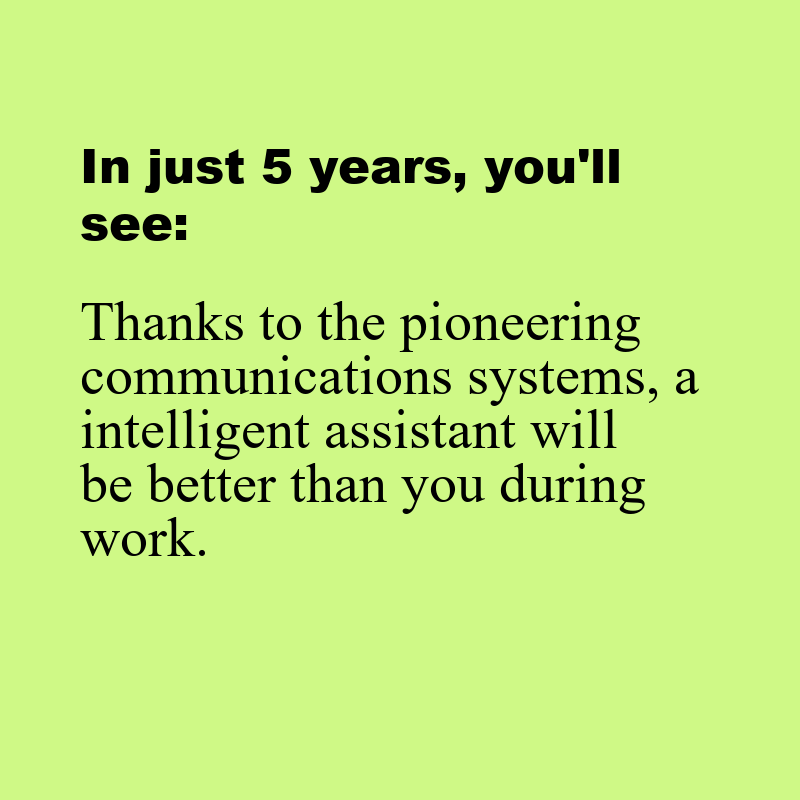 In just 5 years, you'll
see:
Thanks to the pioneering
communications systems, a
intelligent assistant will
be better than you during
work.